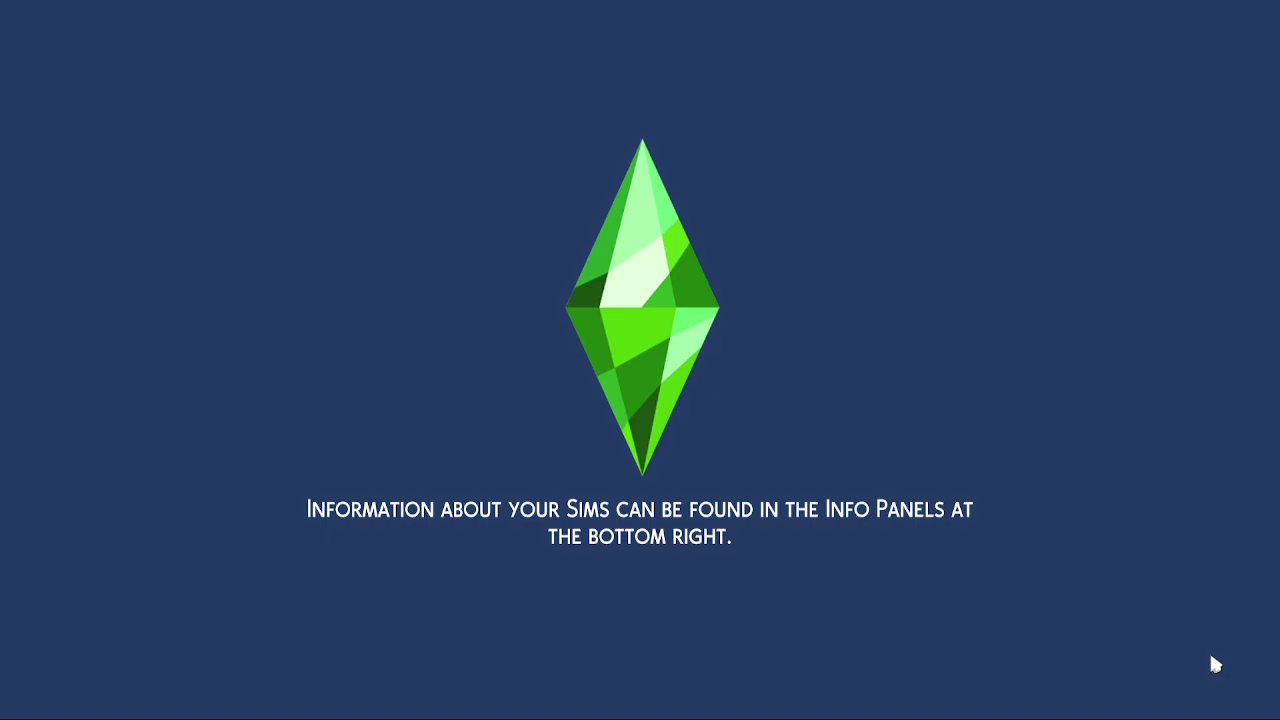 Information about your Sims can be found in the Info Panels at
the bottom right.